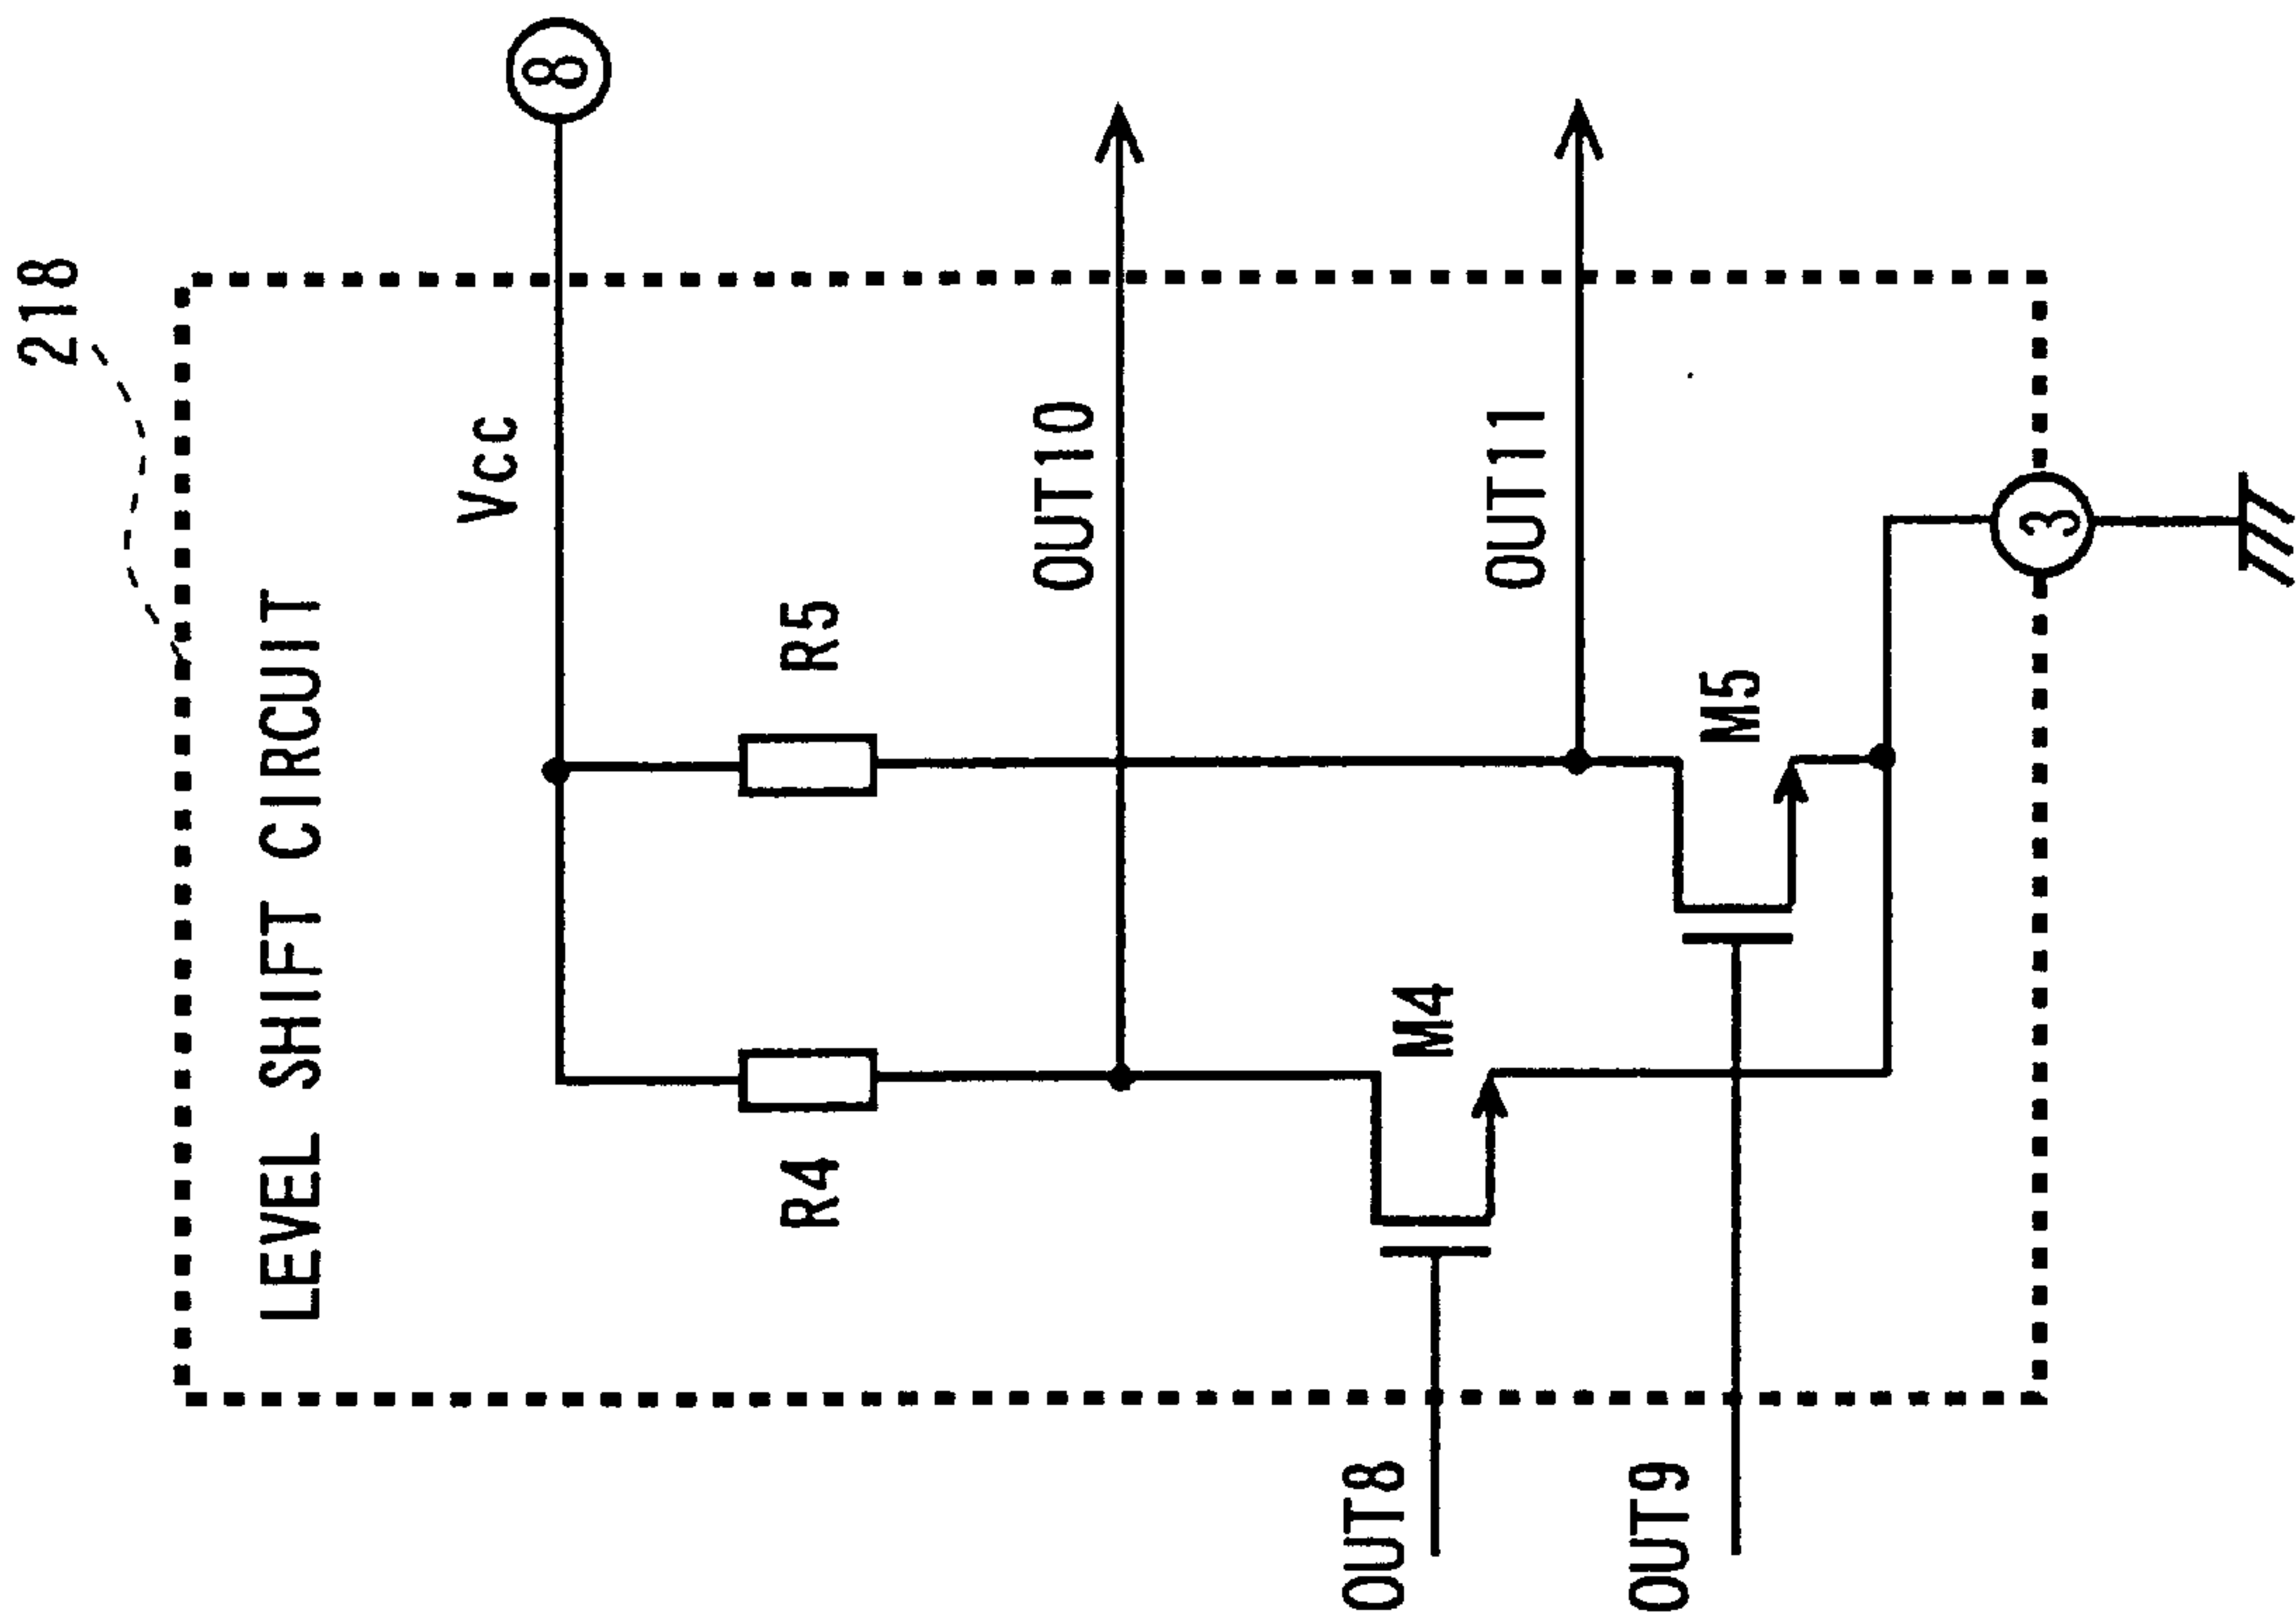 218
LEVEL SHIFT CIRCUIT
Vcc
8
R4
R5
OUT10
OUT8
M4
OUT11
OUT9
M5
3